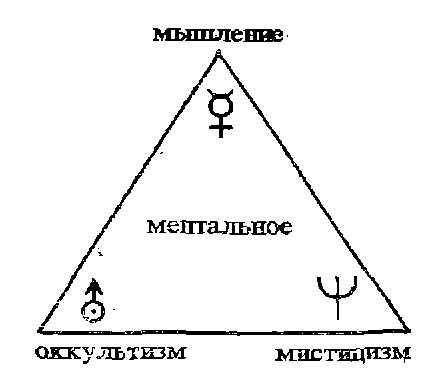 мышление
☿
ментальное
⛢ ♆
оккультизм мистицизм